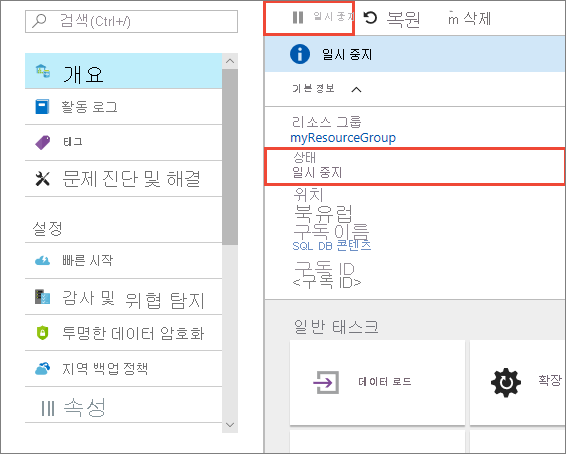 검색(Ctrl+/)
개요
활동 로그
태그
문제 진단 및 해결
설정
빠른 시작
감사 및 위협 탐지
투명한 데이터 암호화
지역 백업 정책
속성
일시 중지 복원 삭제
일시 중지
기본 정보
리소스 그룹
myResourceGroup
상태
일시 중지
위치
북유럽
구독 이름
SQL DB 콘텐츠
구독 ID
<구독 ID>
일반 태스크
데이터 로드
확장